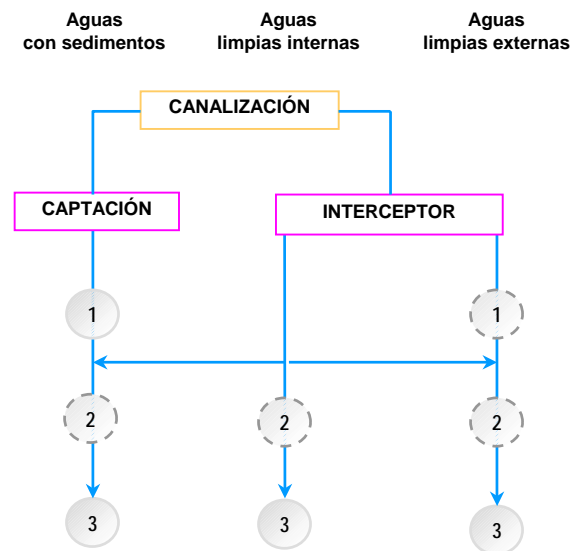 Aguas
con sedimentos
Aguas
limpias internas
Aguas
limpias externas
CANALIZACIÓN
CAPTACIÓN
INTERCEPTOR
1
1
2
2
2
3
3
3